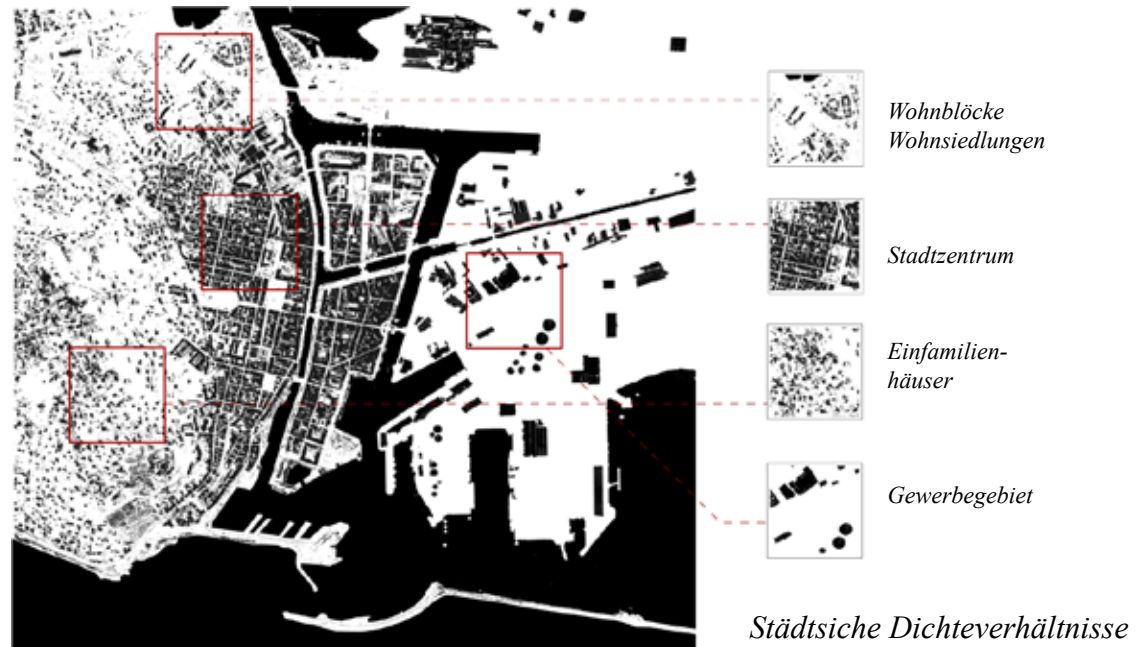 Wohnblöcke
Wohnsiedlungen
Stadtzentrum
Einfamilien-
häuser
Gewerbegebiet
Städtsiche Dichteverhältnisse